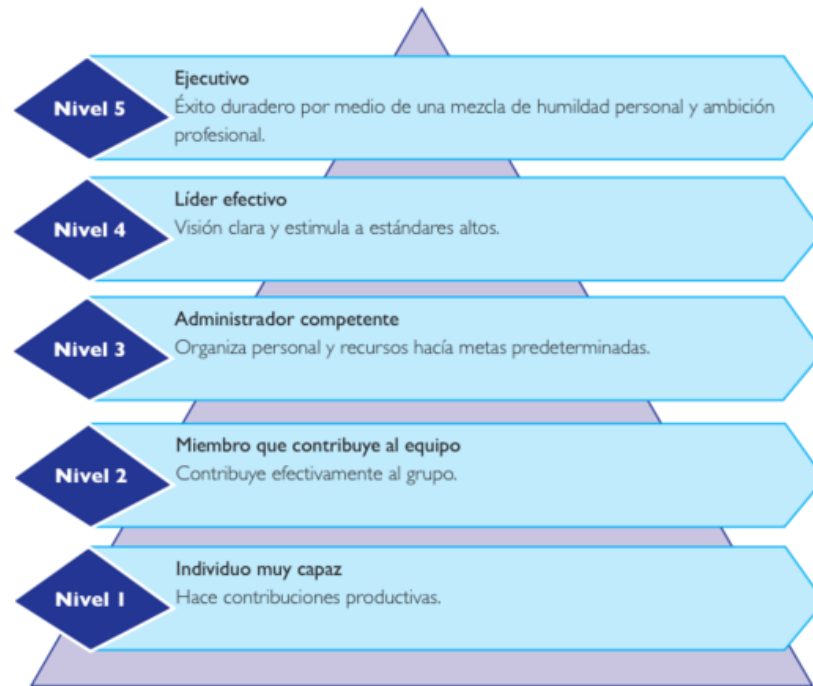 Nivel 5
Ejecutivo
Éxito duradero por medio de una mezcla de humildad personal y ambición
profesional.
Nivel 4
Líder efectivo
Visión clara y estimula a estándares altos.
Nivel 3
Administrador competente
Organiza personal y recursos hacía metas predeterminadas.
Nivel 2
Miembro que contribuye al equipo
Contribuye efectivamente al grupo.
Nivel 1
Individuo muy capaz
Hace contribuciones productivas.